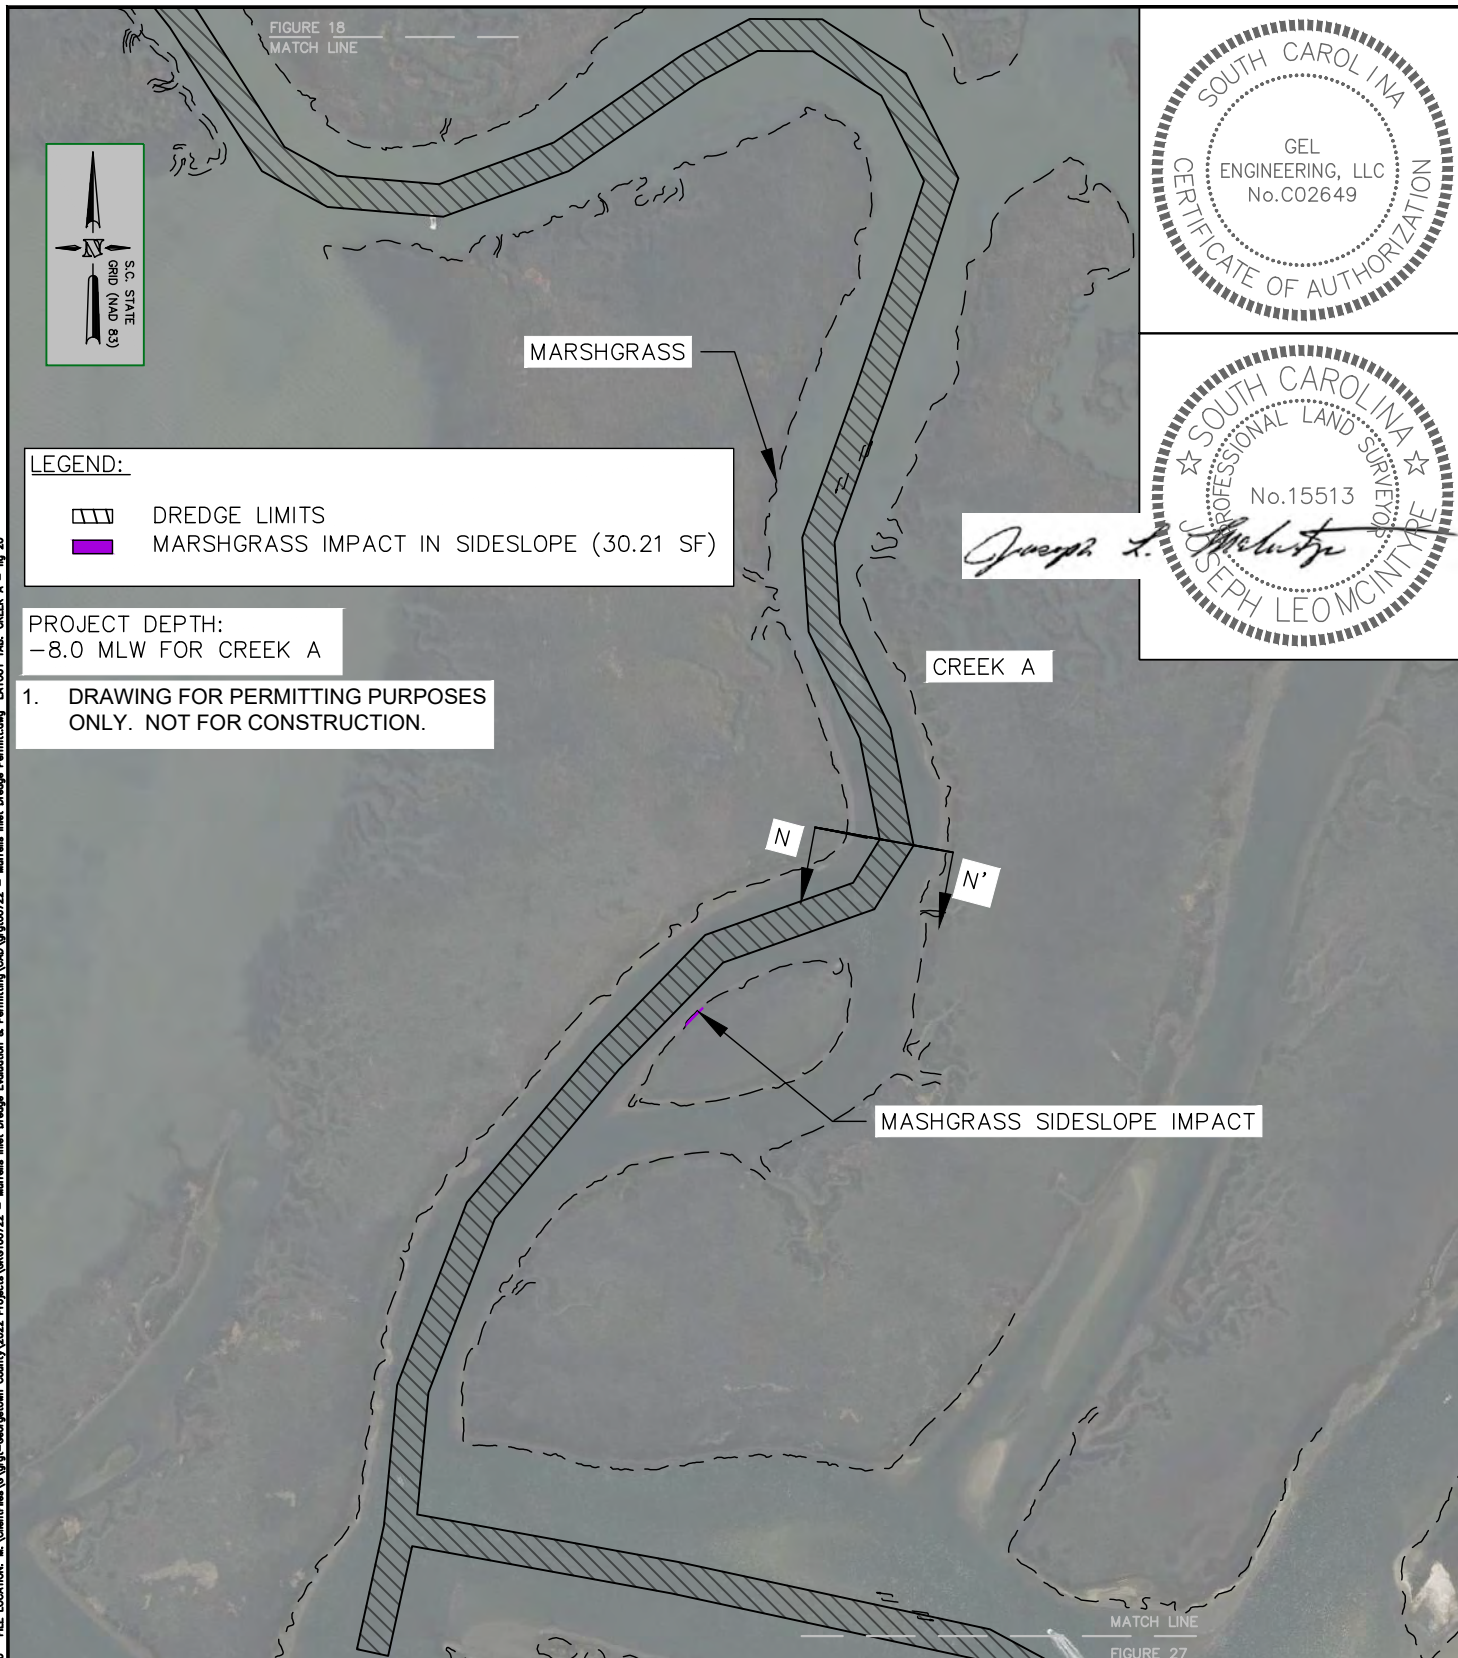 FIGURE 18
MATCH LINE
S.C. STATE
GRID (NAD 83)
N
SOUTH CAROLINA
GEL
ENGINEERING, LLC
No.C02649
CERTIFICATE OF AUTHORIZATION
MARSHGRASS
LEGEND:
DREDGE LIMITS
MARSHGRASS IMPACT IN SIDESLOPE (30.21 SF)
SOUTH CAROLINA
PROFESSIONAL LAND SURVEYOR
No.15513
JOSEPH LEO MCINTYRE
Joseph L. McIntyre
PROJECT DEPTH:
-8.0 MLW FOR CREEK A
CREEK A
1. DRAWING FOR PERMITTING PURPOSES
ONLY. NOT FOR CONSTRUCTION.
N
N'
MASHGRASS SIDESLOPE IMPACT
MATCH LINE
FIGURE 27